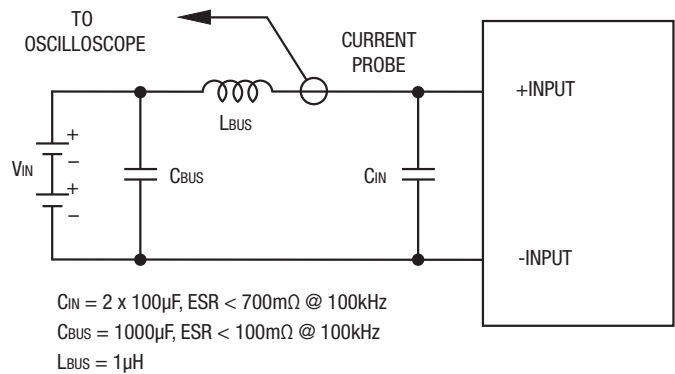 TO
OSCILLOSCOPE
CURRENT
PROBE
+INPUT
LBUS
VIN
+
−
+
−
CBUS
CIN
-INPUT
CIN = 2 x 100µF, ESR < 700mΩ @ 100kHz
CBUS = 1000µF, ESR < 100mΩ @ 100kHz
LBUS = 1µH